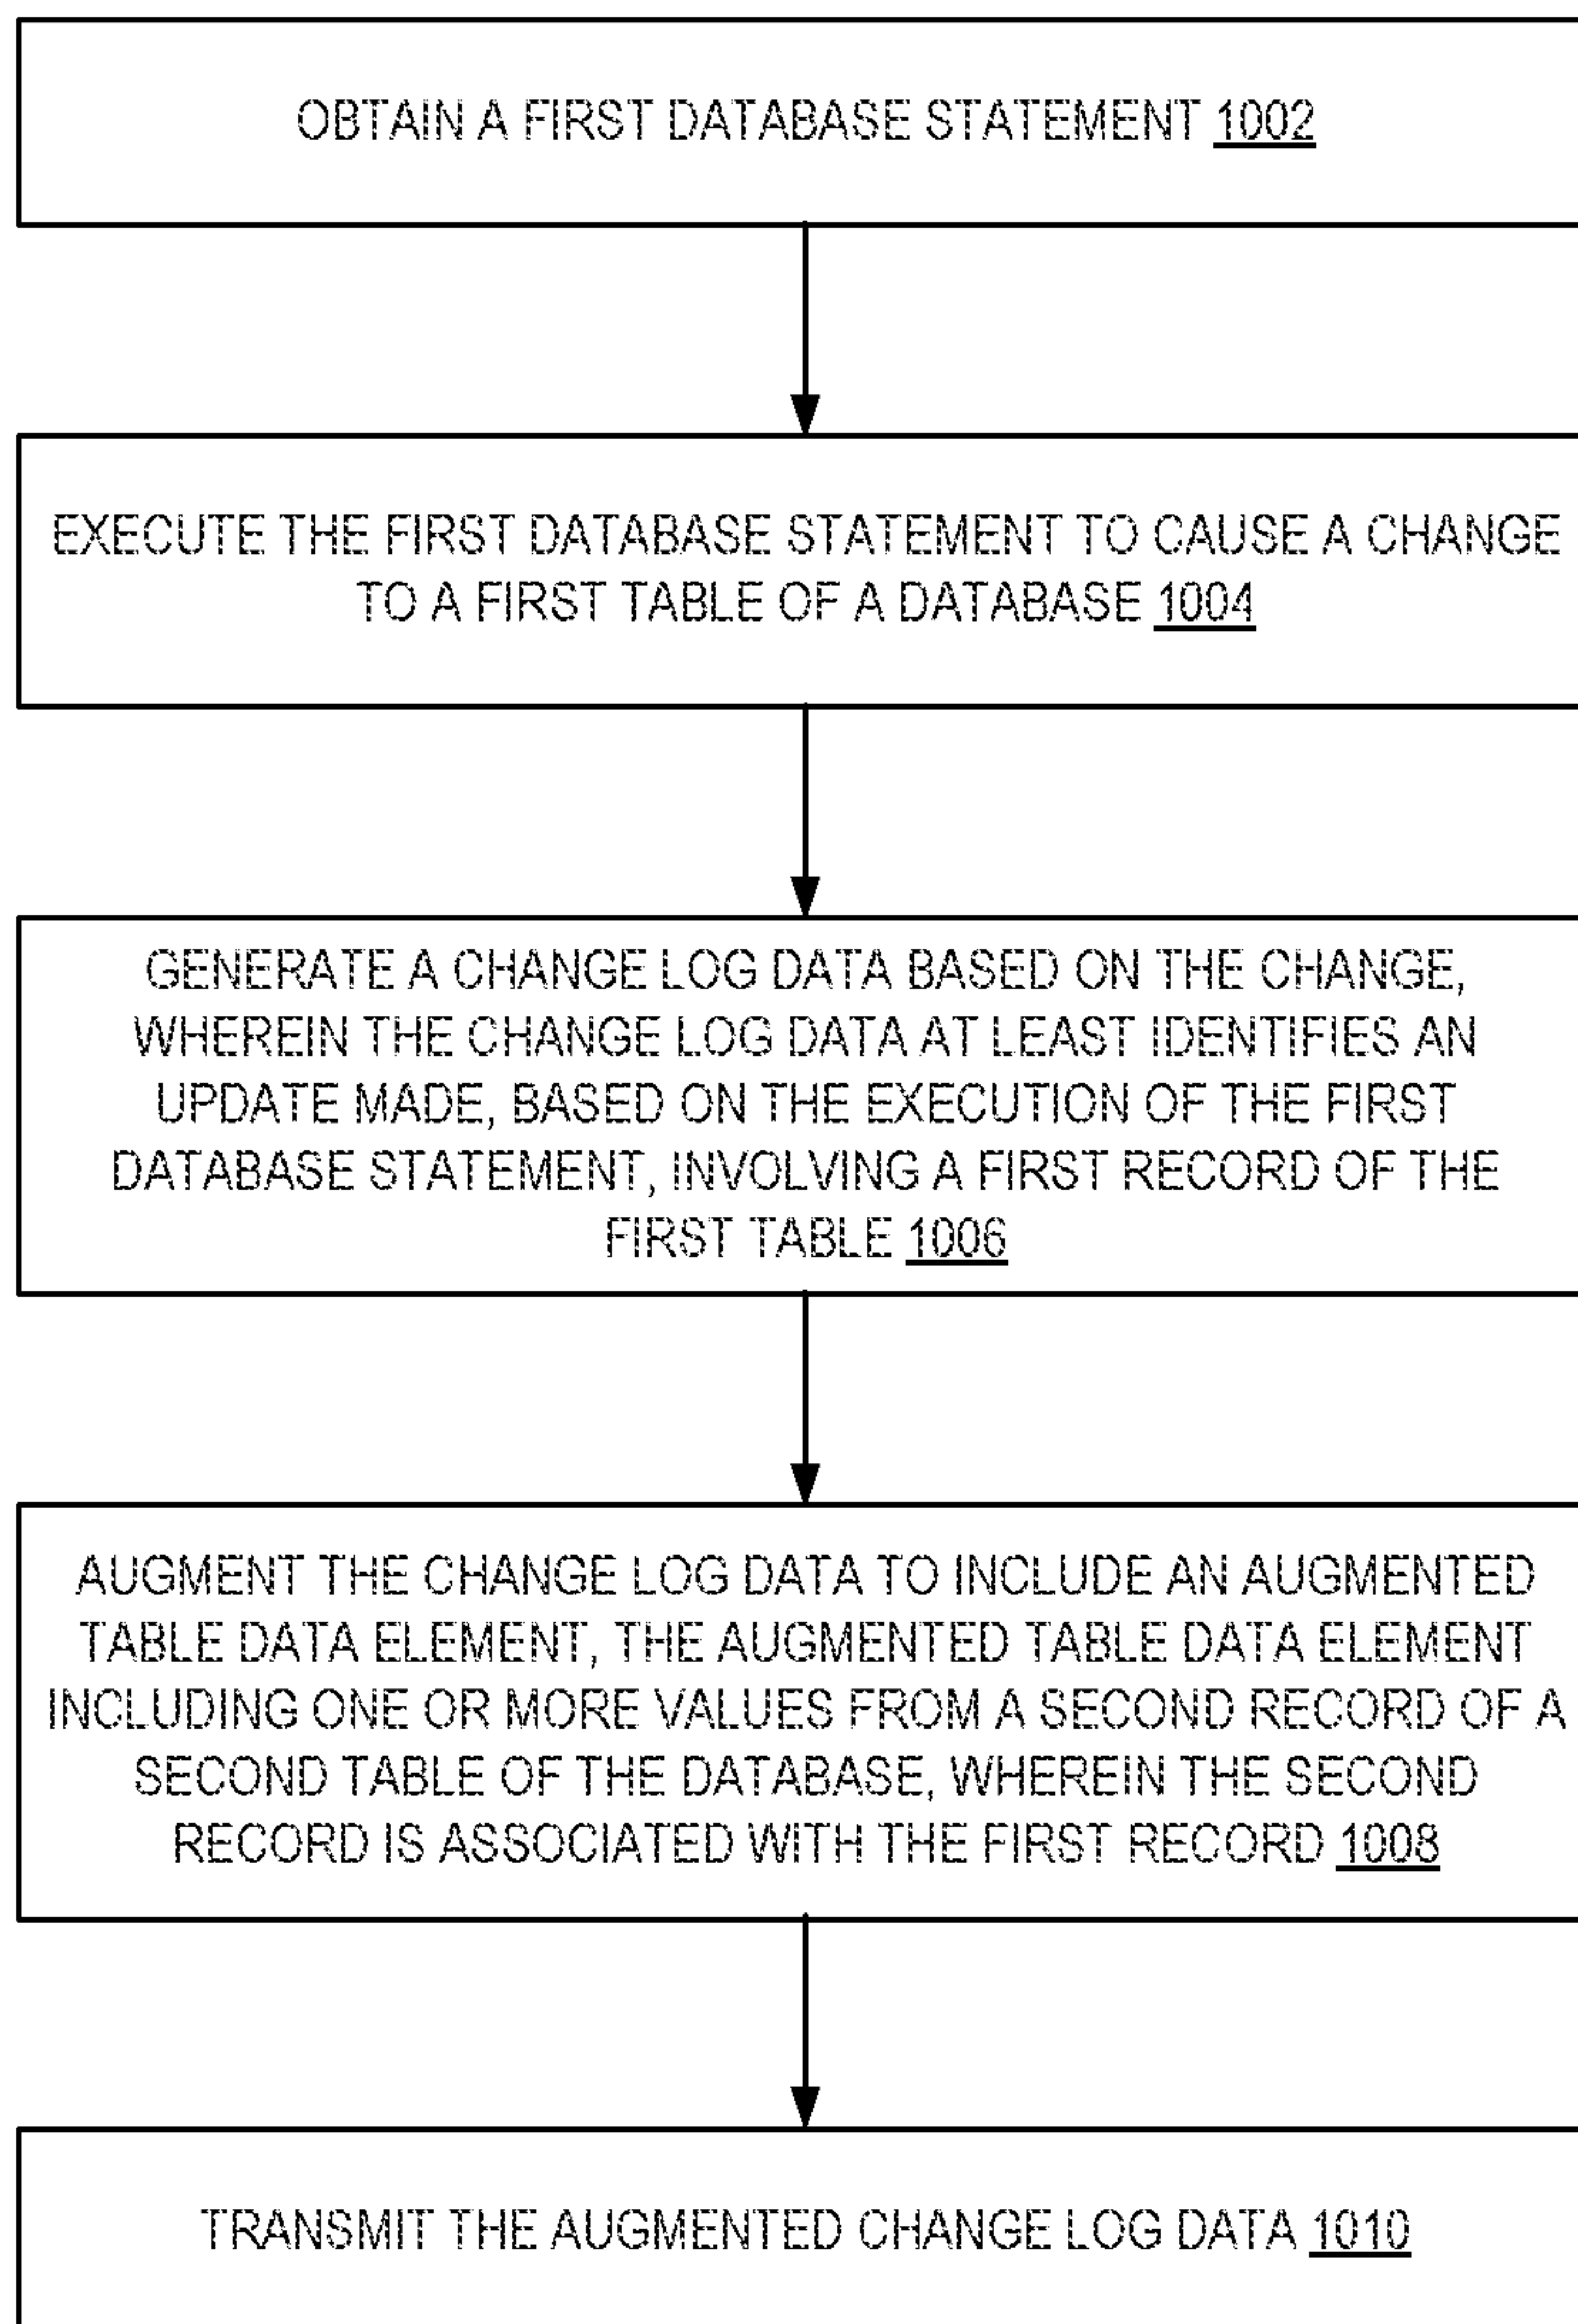 OBTAIN A FIRST DATABASE STATEMENT 1002
EXECUTE THE FIRST DATABASE STATEMENT TO CAUSE A CHANGE
TO A FIRST TABLE OF A DATABASE 1004
GENERATE A CHANGE LOG DATA BASED ON THE CHANGE,
WHEREIN THE CHANGE LOG DATA AT LEAST IDENTIFIES AN
UPDATE MADE, BASED ON THE EXECUTION OF THE FIRST
DATABASE STATEMENT, INVOLVING A FIRST RECORD OF THE
FIRST TABLE 1006
AUGMENT THE CHANGE LOG DATA TO INCLUDE AN AUGMENTED
TABLE DATA ELEMENT, THE AUGMENTED TABLE DATA ELEMENT
INCLUDING ONE OR MORE VALUES FROM A SECOND RECORD OF A
SECOND TABLE OF THE DATABASE, WHEREIN THE SECOND
RECORD IS ASSOCIATED WITH THE FIRST RECORD 1008
TRANSMIT THE AUGMENTED CHANGE LOG DATA 1010